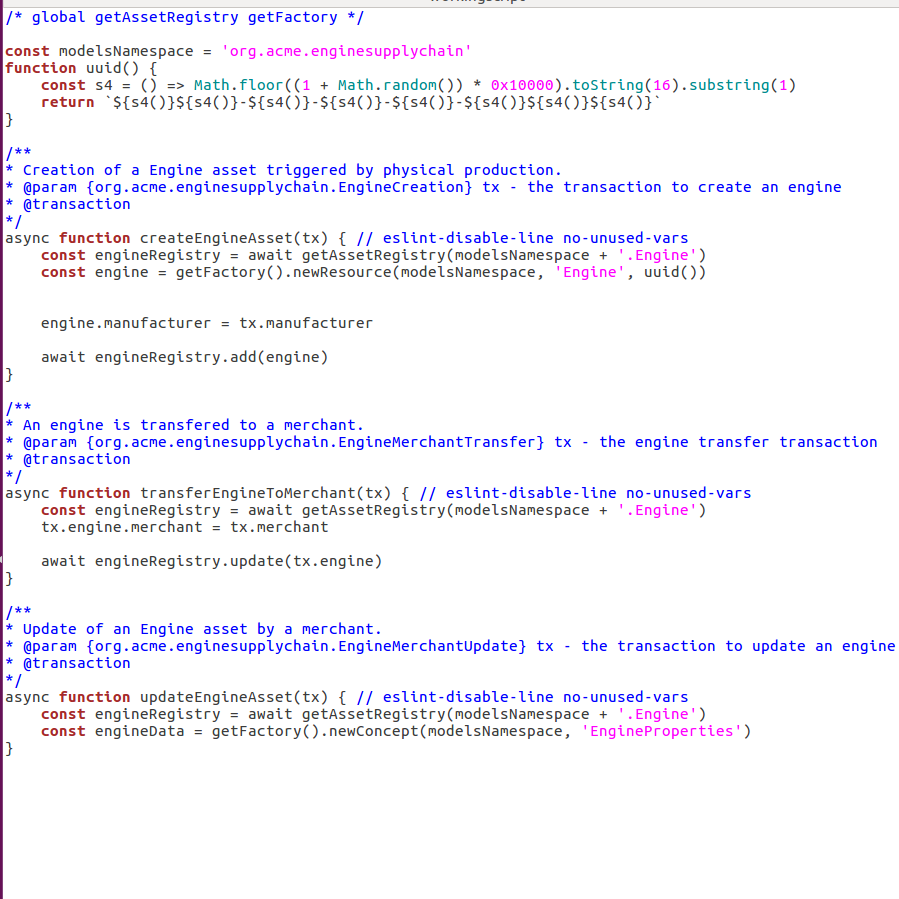 /* global getAssetRegistry getFactory */

const modelsNamespace = 'org.acme.enginesupplychain'
function uuid() {
    const s4 = () => Math.floor((1 + Math.random()) * 0x10000).toString(16).substring(1)
    return `${s4()}${s4()}-${s4()}-${s4()}-${s4()}-${s4()}${s4()}${s4()}`
}

/**
* Creation of a Engine asset triggered by physical production.
* @param {org.acme.enginesupplychain.EngineCreation} tx - the transaction to create an engine
* @transaction
*/
async function createEngineAsset(tx) { // eslint-disable-line no-unused-vars
    const engineRegistry = await getAssetRegistry(modelsNamespace + '.Engine')
    const engine = getFactory().newResource(modelsNamespace, 'Engine', uuid())


    engine.manufacturer = tx.manufacturer

    await engineRegistry.add(engine)
}

/**
* An engine is transfered to a merchant.
* @param {org.acme.enginesupplychain.EngineMerchantTransfer} tx - the engine transfer transaction
* @transaction
*/
async function transferEngineToMerchant(tx) { // eslint-disable-line no-unused-vars
    const engineRegistry = await getAssetRegistry(modelsNamespace + '.Engine')
    tx.engine.merchant = tx.merchant

    await engineRegistry.update(tx.engine)
}

/**
* Update of an Engine asset by a merchant.
* @param {org.acme.enginesupplychain.EngineMerchantUpdate} tx - the transaction to update an engine
* @transaction
*/
async function updateEngineAsset(tx) { // eslint-disable-line no-unused-vars
    const engineRegistry = await getAssetRegistry(modelsNamespace + '.Engine')
    const engineData = getFactory().newConcept(modelsNamespace, 'EngineProperties')
}